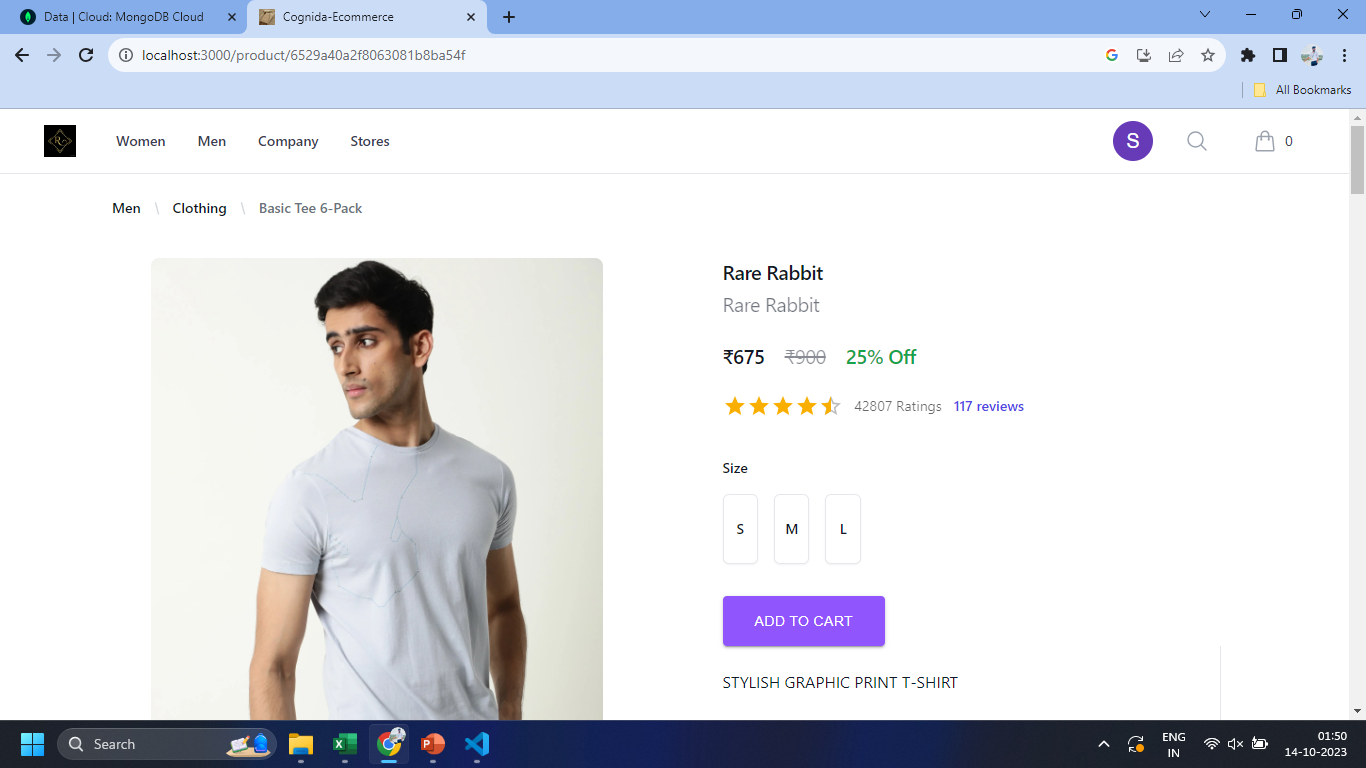 Data | Cloud: MongoDB Cloud
Cognida-Ecommerce
localhost:3000/product/6529a40a2f8063081b8ba54f
All Bookmarks
Women Men Company Stores
S
0
Men \ Clothing \ Basic Tee 6-Pack
Rare Rabbit
Rare Rabbit
₹675 ₹900 25% Off
42807 Ratings 117 reviews
Size
S M L
ADD TO CART
STYLISH GRAPHIC PRINT T-SHIRT
Search
ENG
IN
01:50
14-10-2023